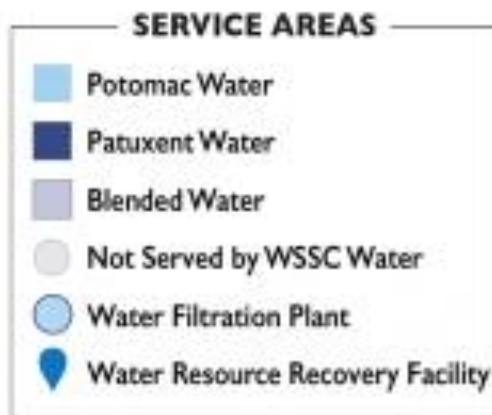 SERVICE AREAS
Potomac Water
Patuxent Water
Blended Water
Not Served by WSSC Water
Water Filtration Plant
Water Resource Recovery Facility